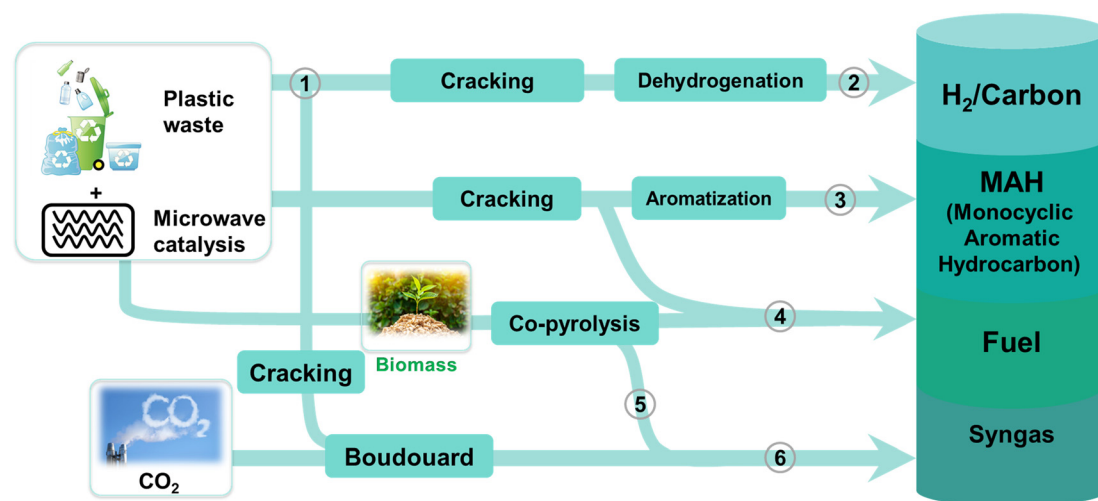 Plastic
waste
+
Microwave
catalysis
1
Cracking
Dehydrogenation
2
H₂/Carbon
Cracking
Aromatization
3
MAH
(Monocyclic
Aromatic
Hydrocarbon)
Biomass
Co-pyrolysis
4
Fuel
Cracking
5
CO₂
CO₂
Boudouard
6
Syngas